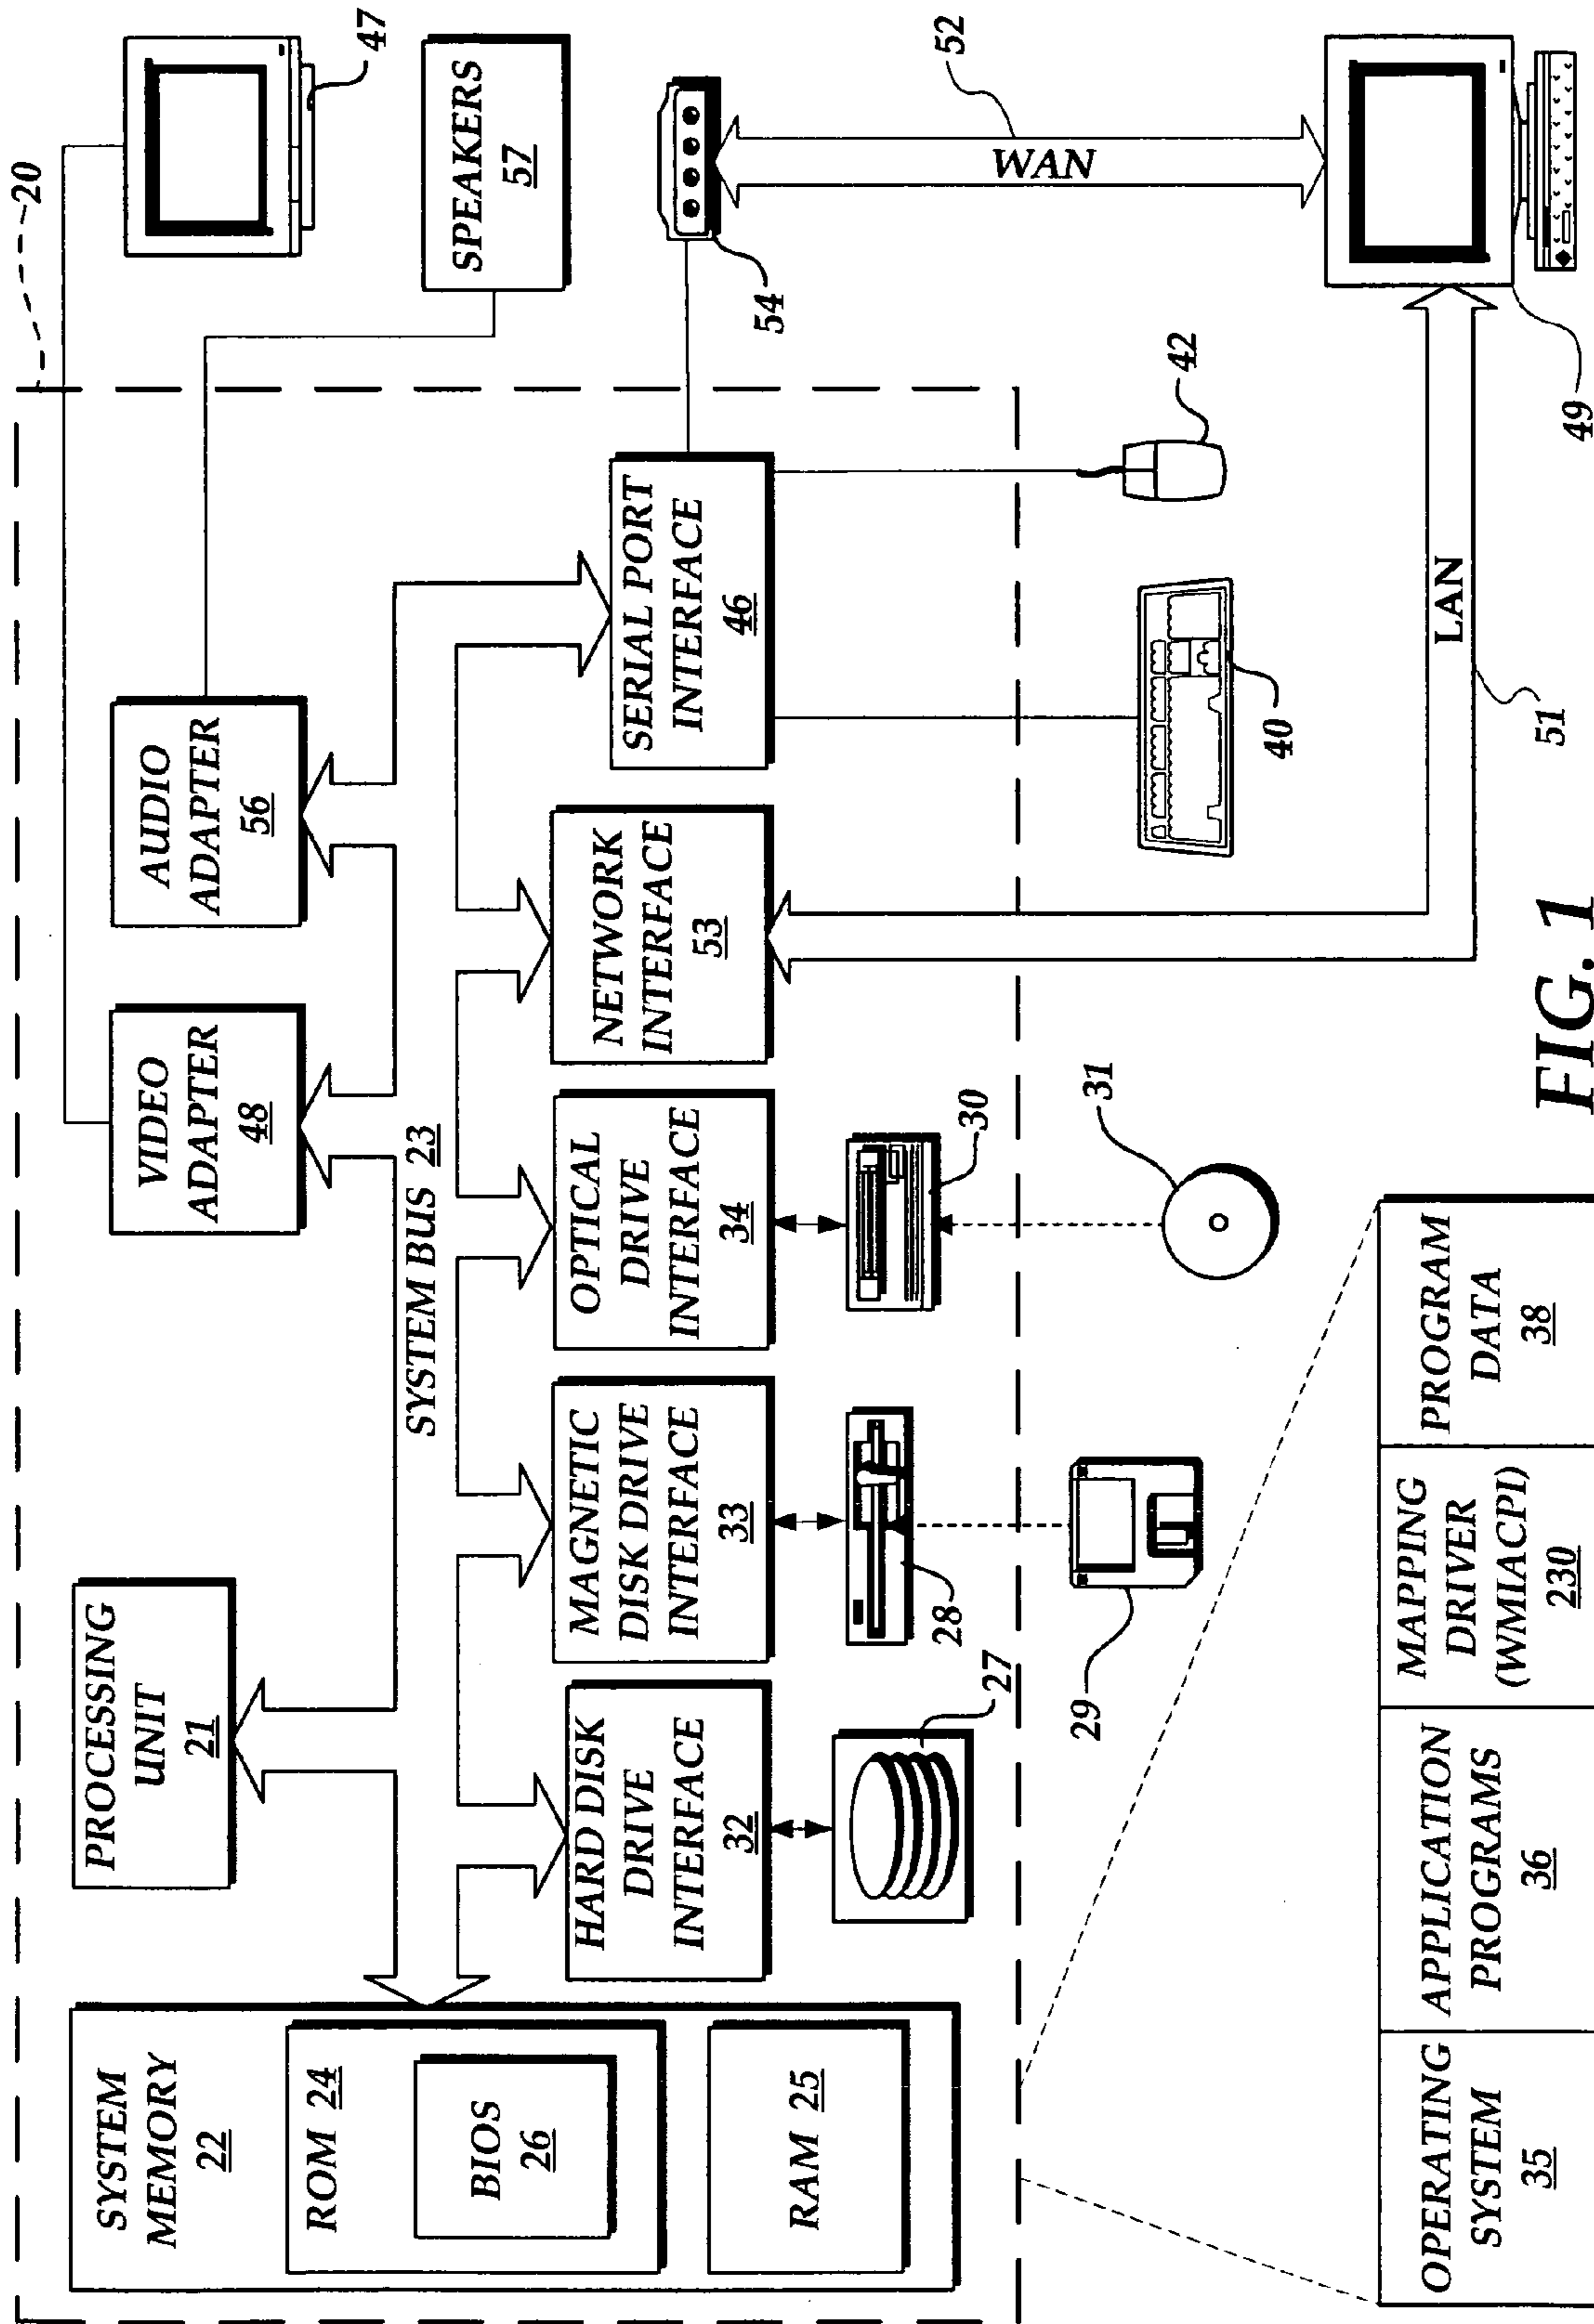 20
SYSTEM
MEMORY
22
ROM 24
BIOS
26
RAM 25
PROCESSING
UNIT
21
VIDEO
ADAPTER
48
AUDIO
ADAPTER
56
47
SPEAKERS
57
SYSTEM BUS 23
HARD DISK
DRIVE
INTERFACE
32
MAGNETIC
DISK DRIVE
INTERFACE
33
OPTICAL
DRIVE
INTERFACE
34
NETWORK
INTERFACE
53
SERIAL PORT
INTERFACE
46
54
52
WAN
27
28
30
29
31
40
42
LAN
51
49
OPERATING
SYSTEM
35
APPLICATION
PROGRAMS
36
MAPPING
DRIVER
(WMIACPI)
230
PROGRAM
DATA
38
FIG. 1